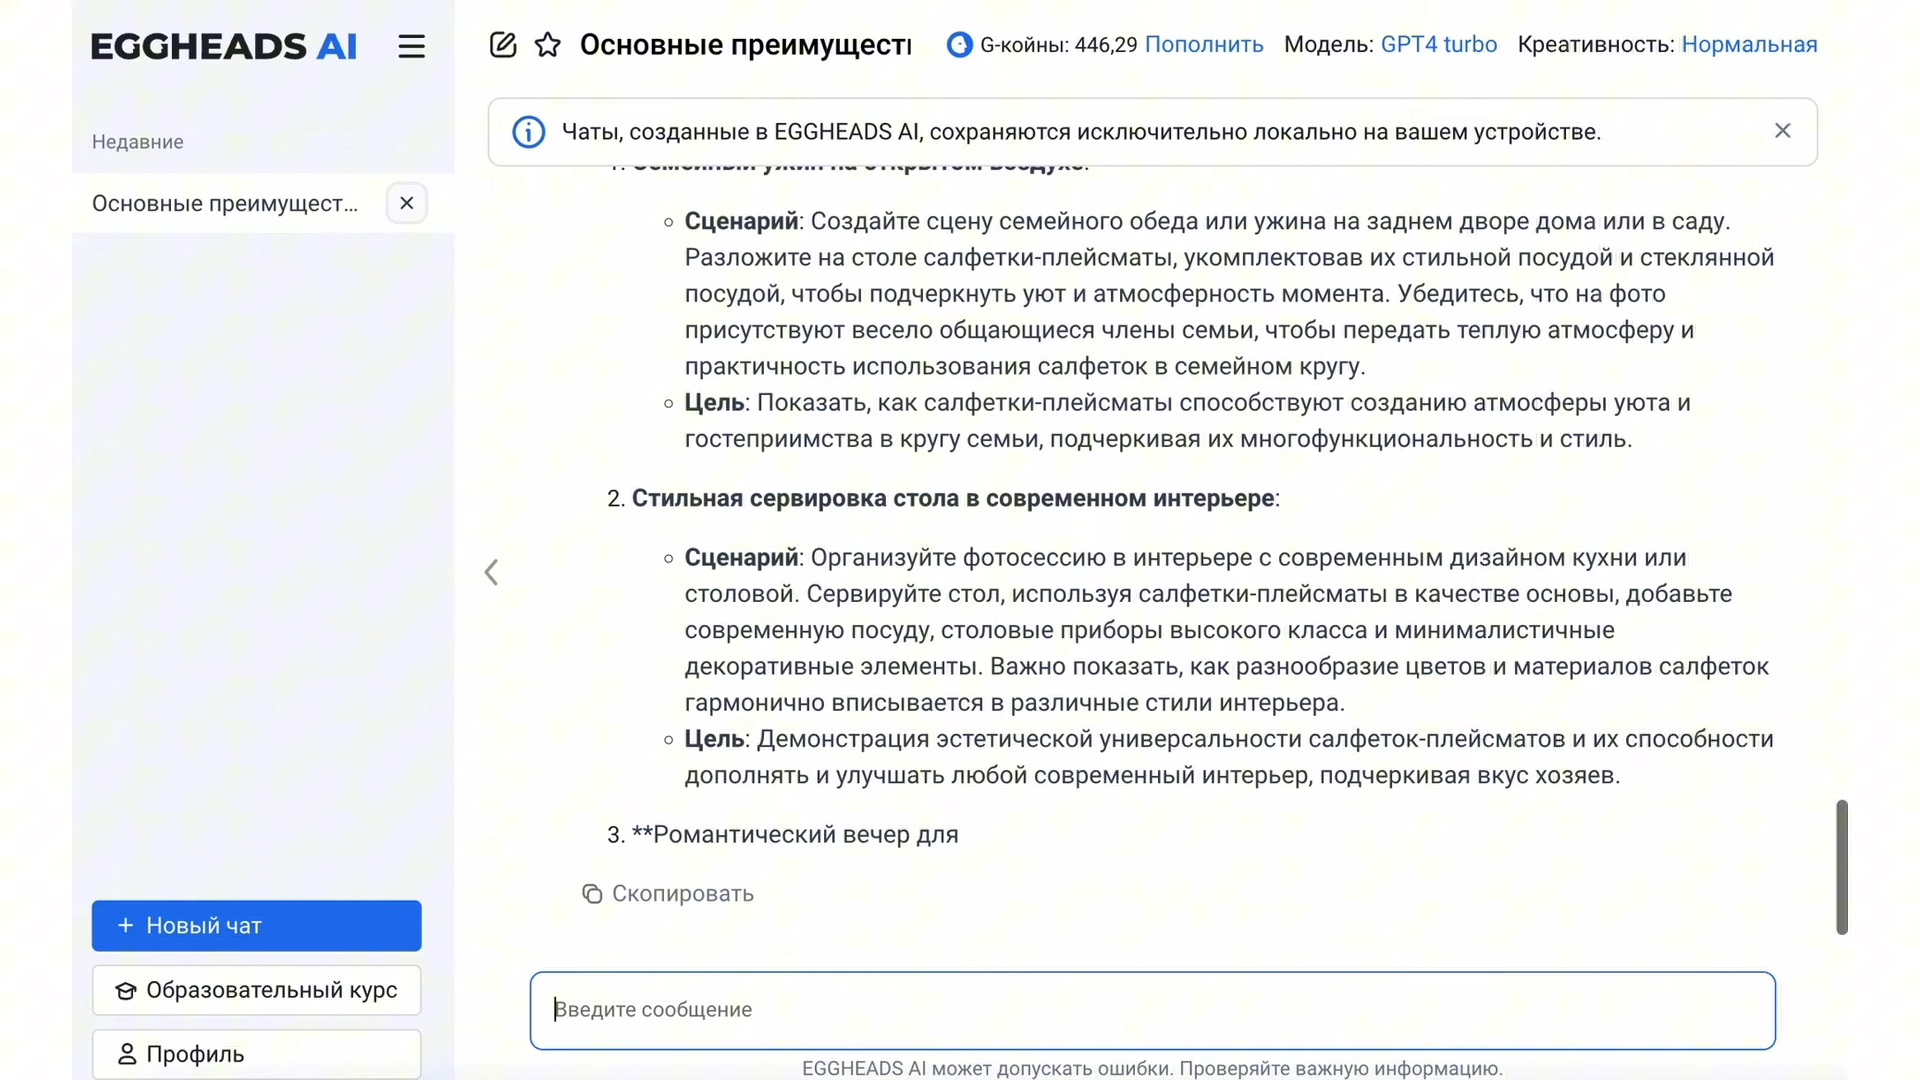 EGGHEADS AI
Основные преимущест
G-койны: 446,29 Пополнить
Модель: GPT4 turbo
Креативность: Нормальная
Чаты, созданные в EGGHEADS AI, сохраняются исключительно локально на вашем устройстве.
Недавние
Основные преимущест...
1. Семейный ужин на открытом воздухе:
Сценарий: Создайте сцену семейного обеда или ужина на заднем дворе дома или в саду.
Разложите на столе салфетки-плейсматы, укомплектовав их стильной посудой и стеклянной
посудой, чтобы подчеркнуть уют и атмосферность момента. Убедитесь, что на фото
присутствуют весело общающиеся члены семьи, чтобы передать теплую атмосферу и
практичность использования салфеток в семейном кругу.
Цель: Показать, как салфетки-плейсматы способствуют созданию атмосферы уюта и
гостеприимства в кругу семьи, подчеркивая их многофункциональность и стиль.
2. Стильная сервировка стола в современном интерьере:
Сценарий: Организуйте фотосессию в интерьере с современным дизайном кухни или
столовой. Сервируйте стол, используя салфетки-плейсматы в качестве основы, добавьте
современную посуду, столовые приборы высокого класса и минималистичные
декоративные элементы. Важно показать, как разнообразие цветов и материалов салфеток
гармонично вписывается в различные стили интерьера.
Цель: Демонстрация эстетической универсальности салфеток-плейсматов и их способности
дополнять и улучшать любой современный интерьер, подчеркивая вкус хозяев.
3. **Романтический вечер для
Скопировать
+ Новый чат
Образовательный курс
Профиль
Введите сообщение
EGGHEADS AI может допускать ошибки. Проверяйте важную информацию.